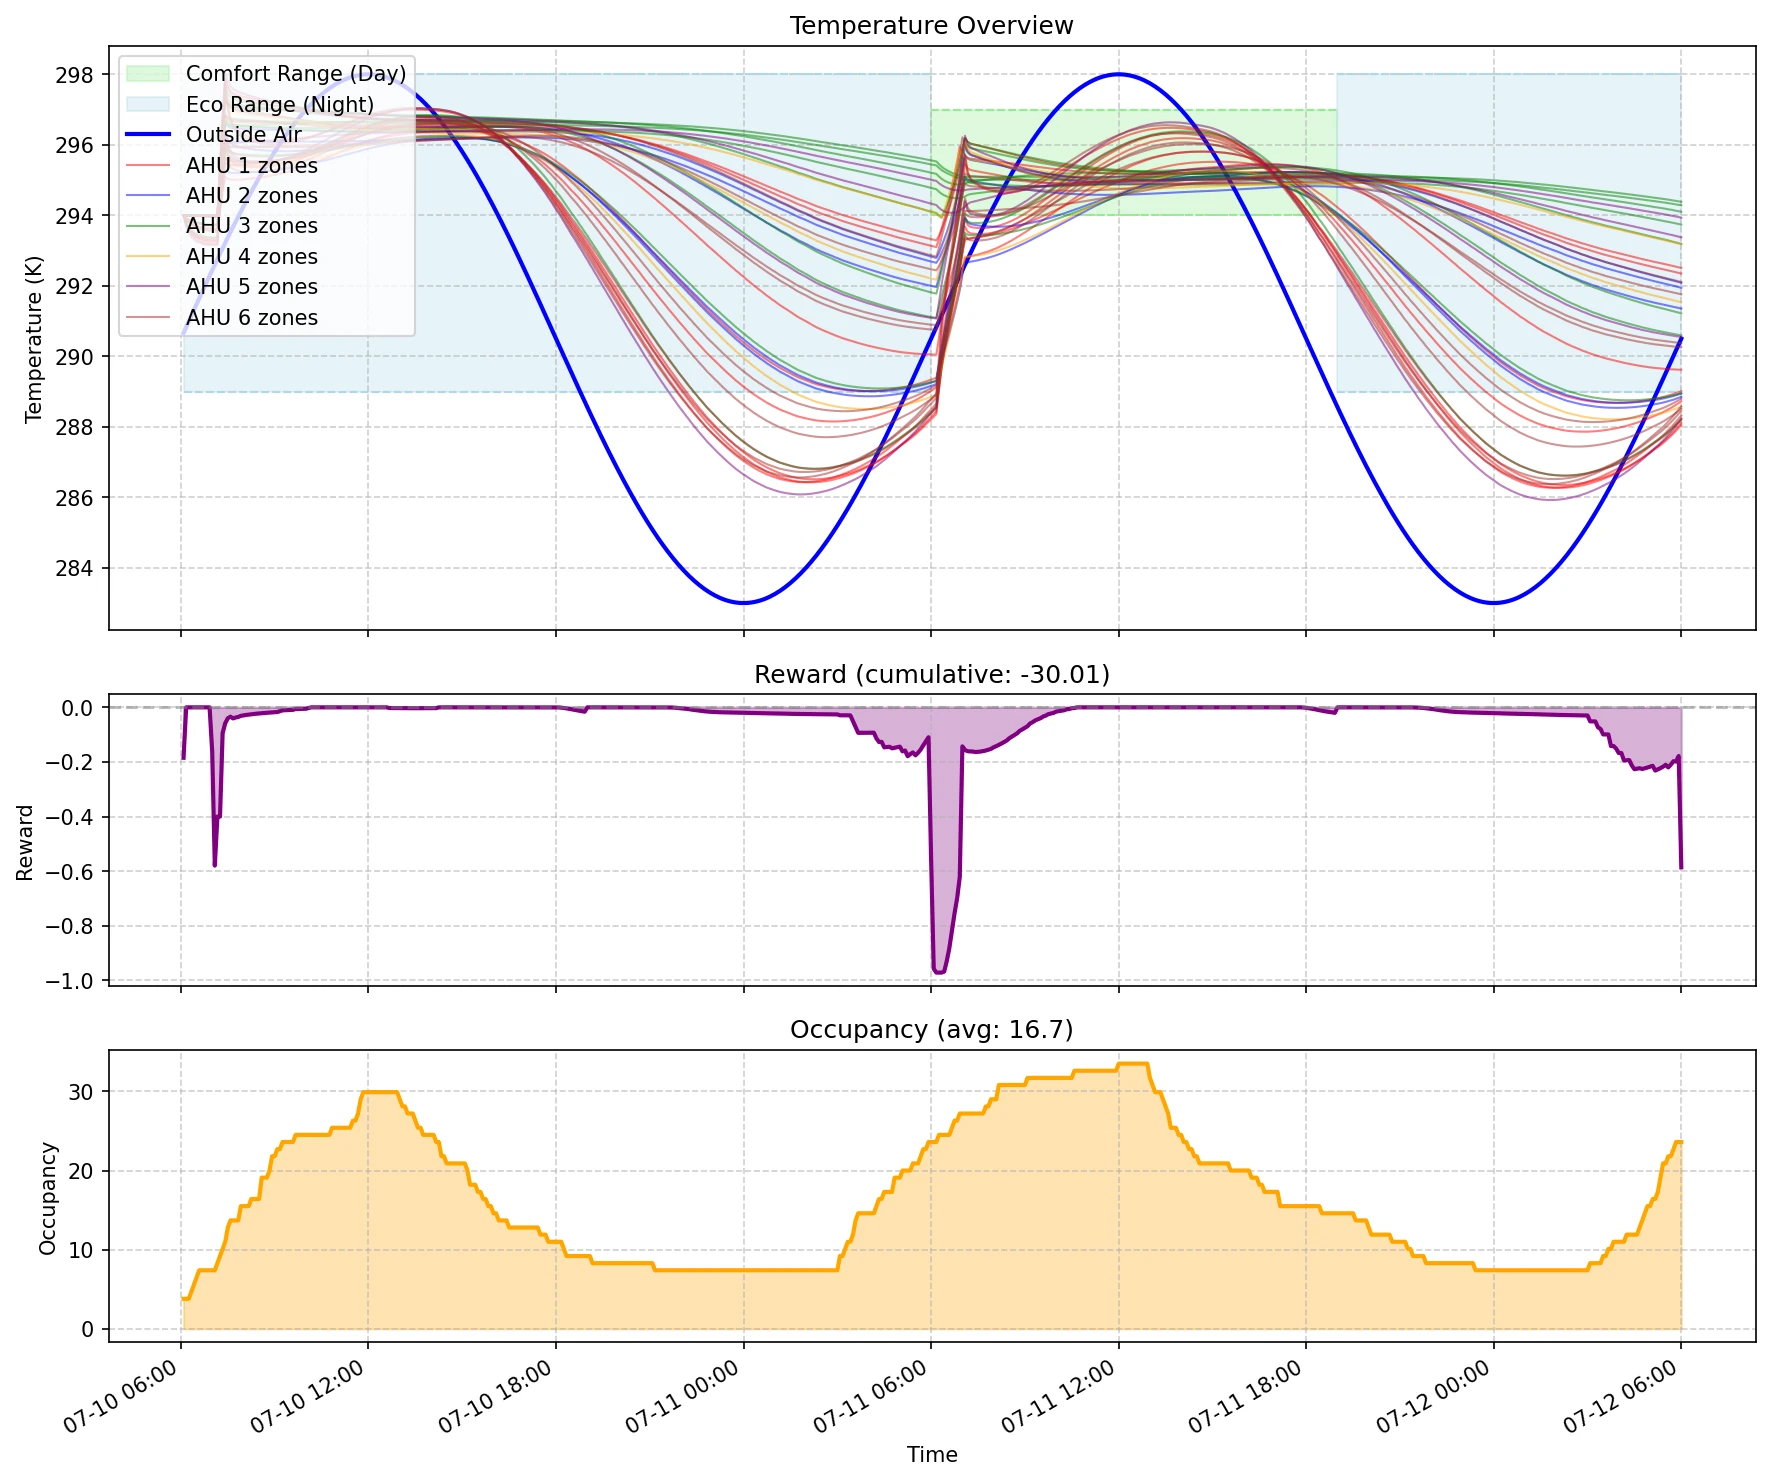 Temperature Overview
298
296
294
292
290
288
286
284
Temperature (K)
Comfort Range (Day)
Eco Range (Night)
Outside Air
AHU 1 zones
AHU 2 zones
AHU 3 zones
AHU 4 zones
AHU 5 zones
AHU 6 zones
Reward (cumulative: -30.01)
0.0
−0.2
−0.4
−0.6
−0.8
−1.0
Reward
Occupancy (avg: 16.7)
30
20
10
0
Occupancy
07-10 06:00
07-10 12:00
07-10 18:00
07-11 00:00
07-11 06:00
07-11 12:00
07-11 18:00
07-12 00:00
07-12 06:00
Time